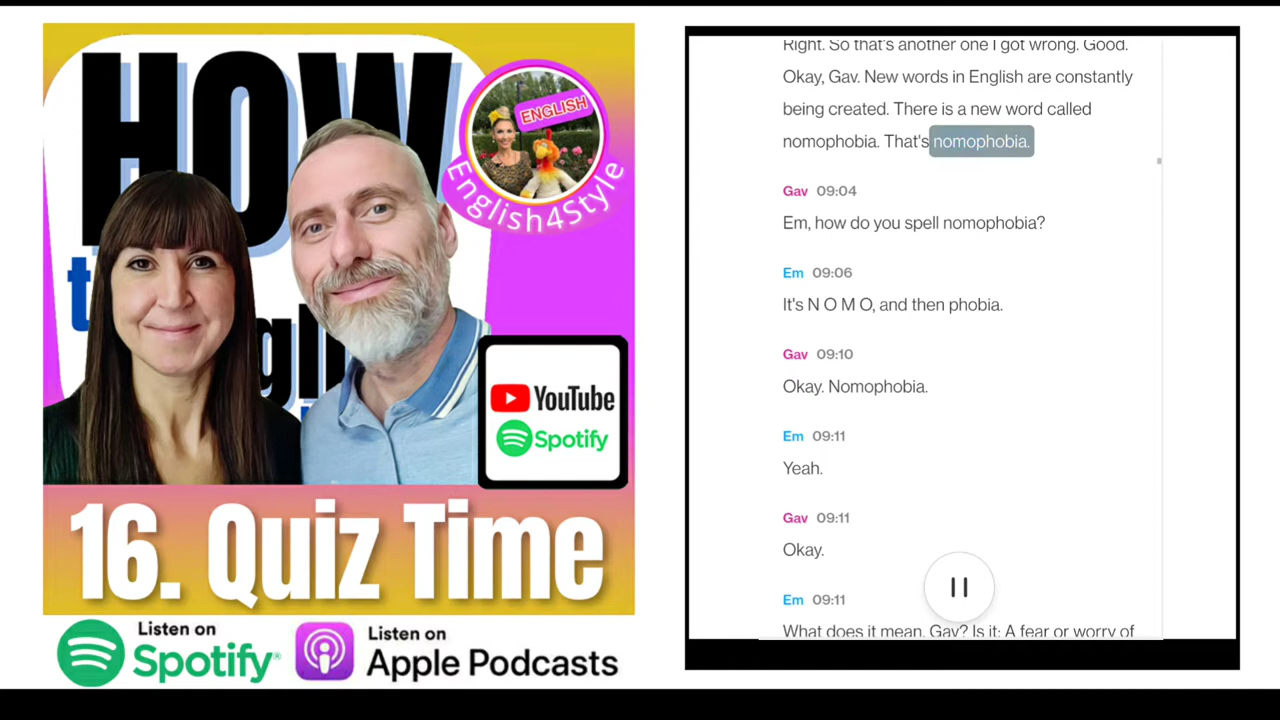 HOW
t
gl
ENGLISH
English4Style
YouTube
Spotify
16. Quiz Time
Listen on
Spotify
Listen on
Apple Podcasts
Right. So that's another one I got wrong. Good.
Okay, Gav. New words in English are constantly
being created. There is a new word called
nomophobia. That's nomophobia.
Gav 09:04
Em, how do you spell nomophobia?
Em 09:06
It's N O M O, and then phobia.
Gav 09:10
Okay. Nomophobia.
Em 09:11
Yeah.
Gav 09:11
Okay.
Em 09:11
What does it mean, Gav? Is it: A fear or worry of